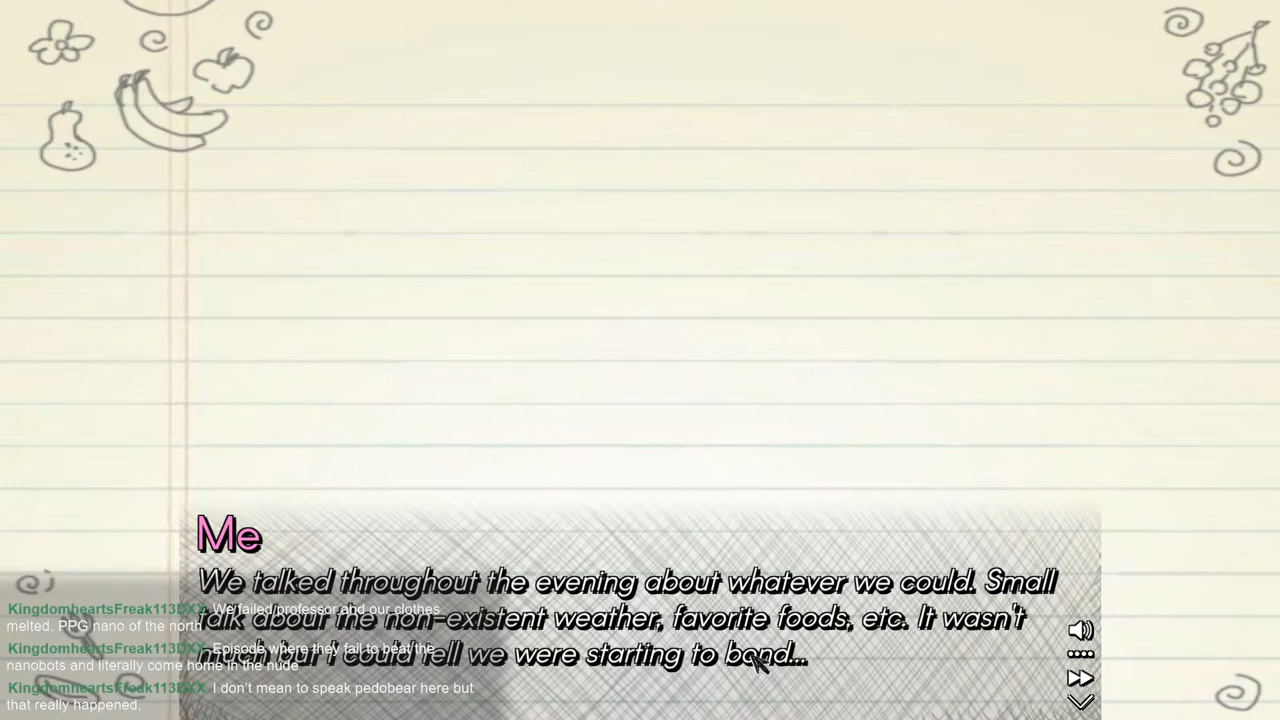 Me
We talked throughout the evening about whatever we could. Small
talk about the non-existent weather, favorite foods, etc. It wasn't
much but I could tell we were starting to bond...
KingdomheartsFreak113DXX We failed professor and our clothes
melted. PPG nano of the north
KingdomheartsFreak113DXX Episode where they fail to beat the
nanobots and literally come home in the nude
KingdomheartsFreak113DXX I don't mean to speak pedobear here but
that really happened.